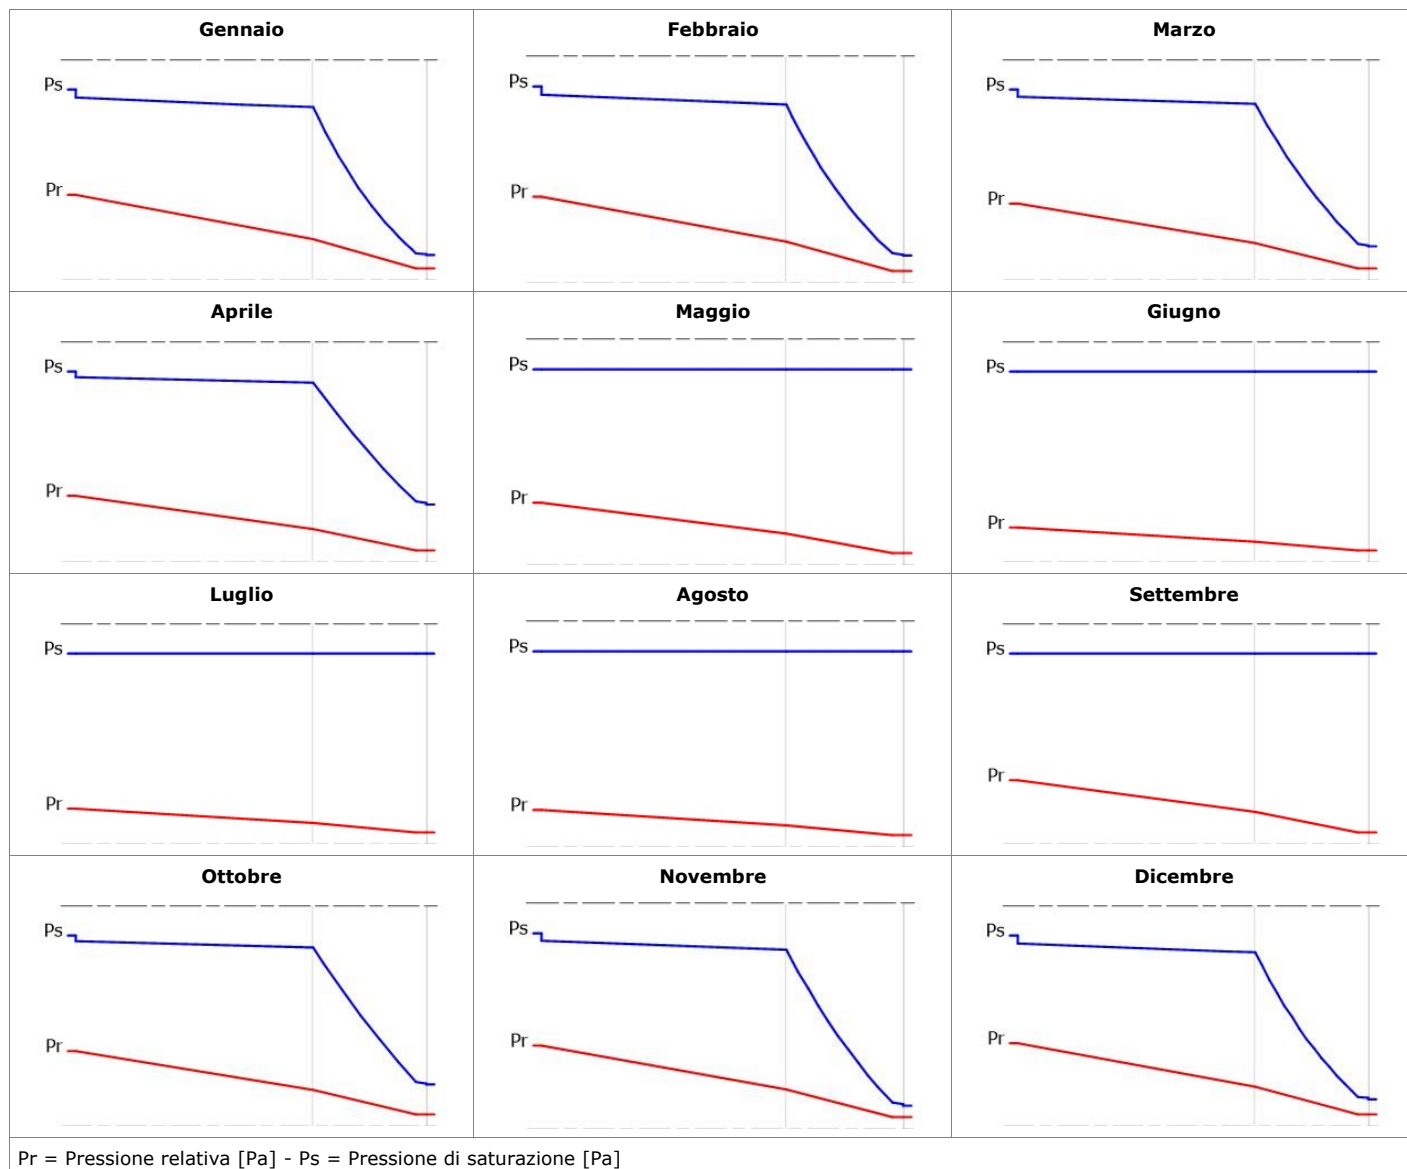 Gennaio
Febbraio
Marzo
Ps
Pr
Ps
Pr
Ps
Pr
Aprile
Maggio
Giugno
Ps
Pr
Ps
Pr
Ps
Pr
Luglio
Agosto
Settembre
Ps
Pr
Ps
Pr
Ps
Pr
Ottobre
Novembre
Dicembre
Ps
Pr
Ps
Pr
Ps
Pr
Pr = Pressione relativa [Pa] - Ps = Pressione di saturazione [Pa]